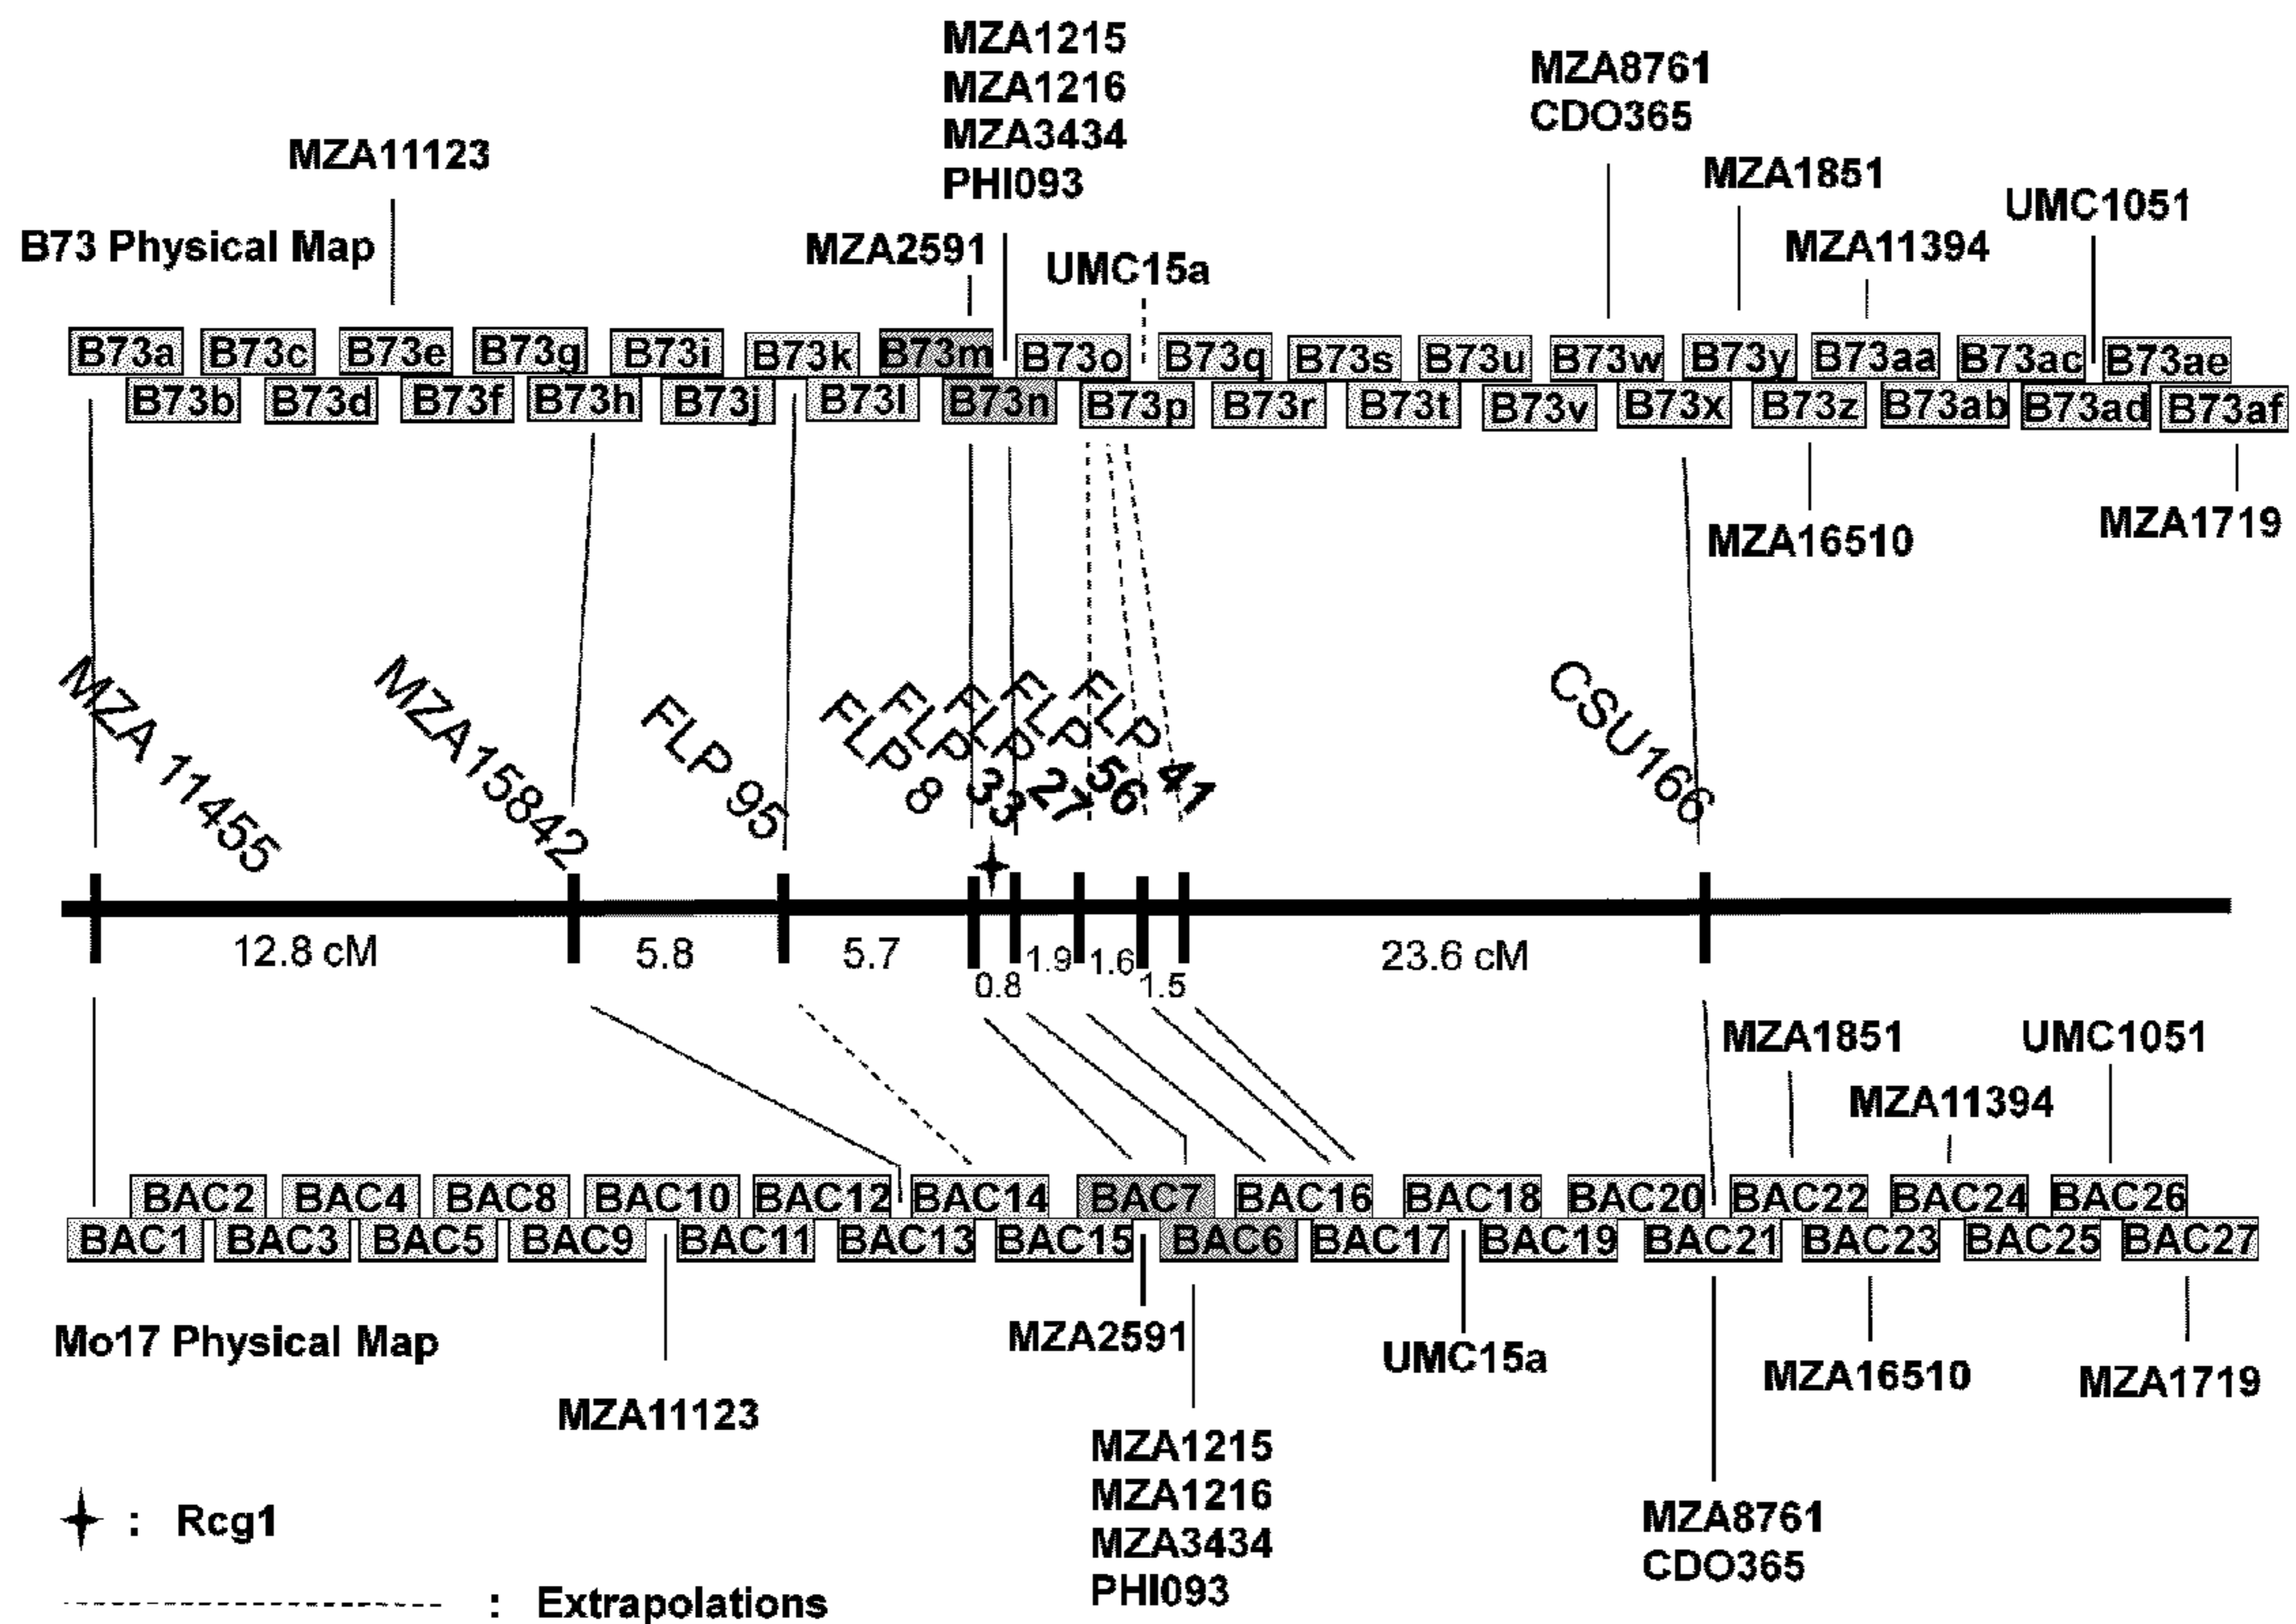 MZA1215
MZA1216
MZA3434
PHI093
MZA8761
CDO365
MZA11123
MZA1851
UMC1051
B73 Physical Map
MZA2591
UMC15a
MZA11394
B73a B73c B73e B73g B73i B73k B73m B73o B73q B73s B73u B73w B73y B73aa B73ac B73ae
B73b B73d B73f B73h B73j B73l B73n B73p B73r B73t B73v B73x B73z B73ab B73ad B73af
MZA16510
MZA1719
MZA 11455
MZA15842
FLP 95
FLP 8
FLP 33
FLP 27
FLP 56
FLP 41
CSU166
12.8 cM 5.8 5.7 0.8 1.9 1.6 1.5 23.6 cM
MZA1851
UMC1051
MZA11394
BAC2 BAC4 BAC8 BAC10 BAC12 BAC14 BAC7 BAC16 BAC18 BAC20 BAC22 BAC24 BAC26
BAC1 BAC3 BAC5 BAC9 BAC11 BAC13 BAC15 BAC6 BAC17 BAC19 BAC21 BAC23 BAC25 BAC27
Mo17 Physical Map
MZA2591
UMC15a
MZA16510
MZA1719
MZA11123
MZA1215
MZA1216
MZA3434
PHI093
MZA8761
CDO365
: Rcg1
: Extrapolations